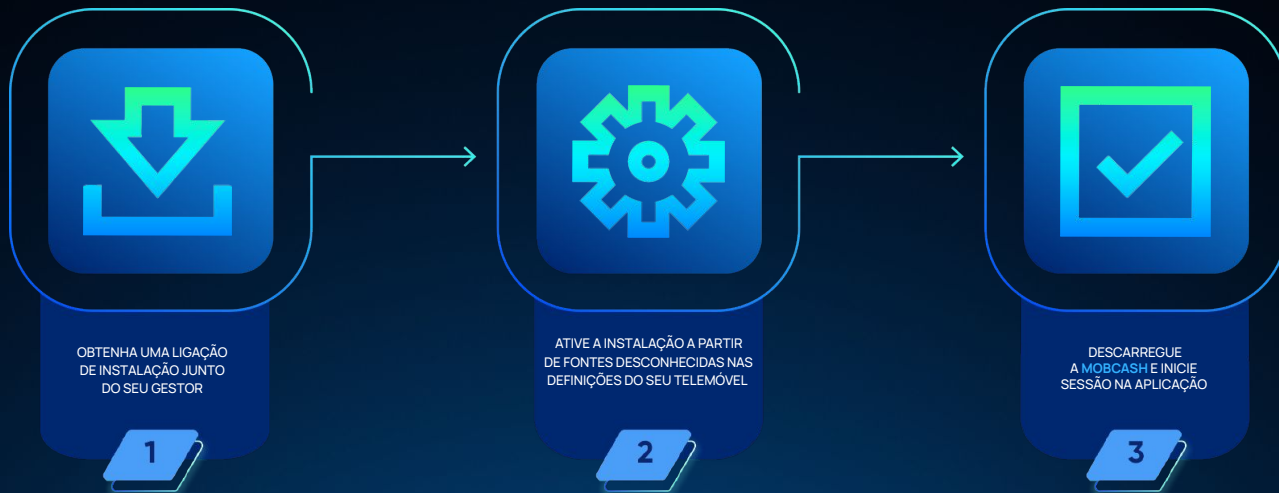 OBTENHA UMA LIGAÇÃO
DE INSTALAÇÃO JUNTO
DO SEU GESTOR
1
ATIVE A INSTALAÇÃO A PARTIR
DE FONTES DESCONHECIDAS NAS
DEFINIÇÕES DO SEU TELEMÓVEL
2
DESCARREGUE
A MOBCASH E INICIE
SESSÃO NA APLICAÇÃO
3